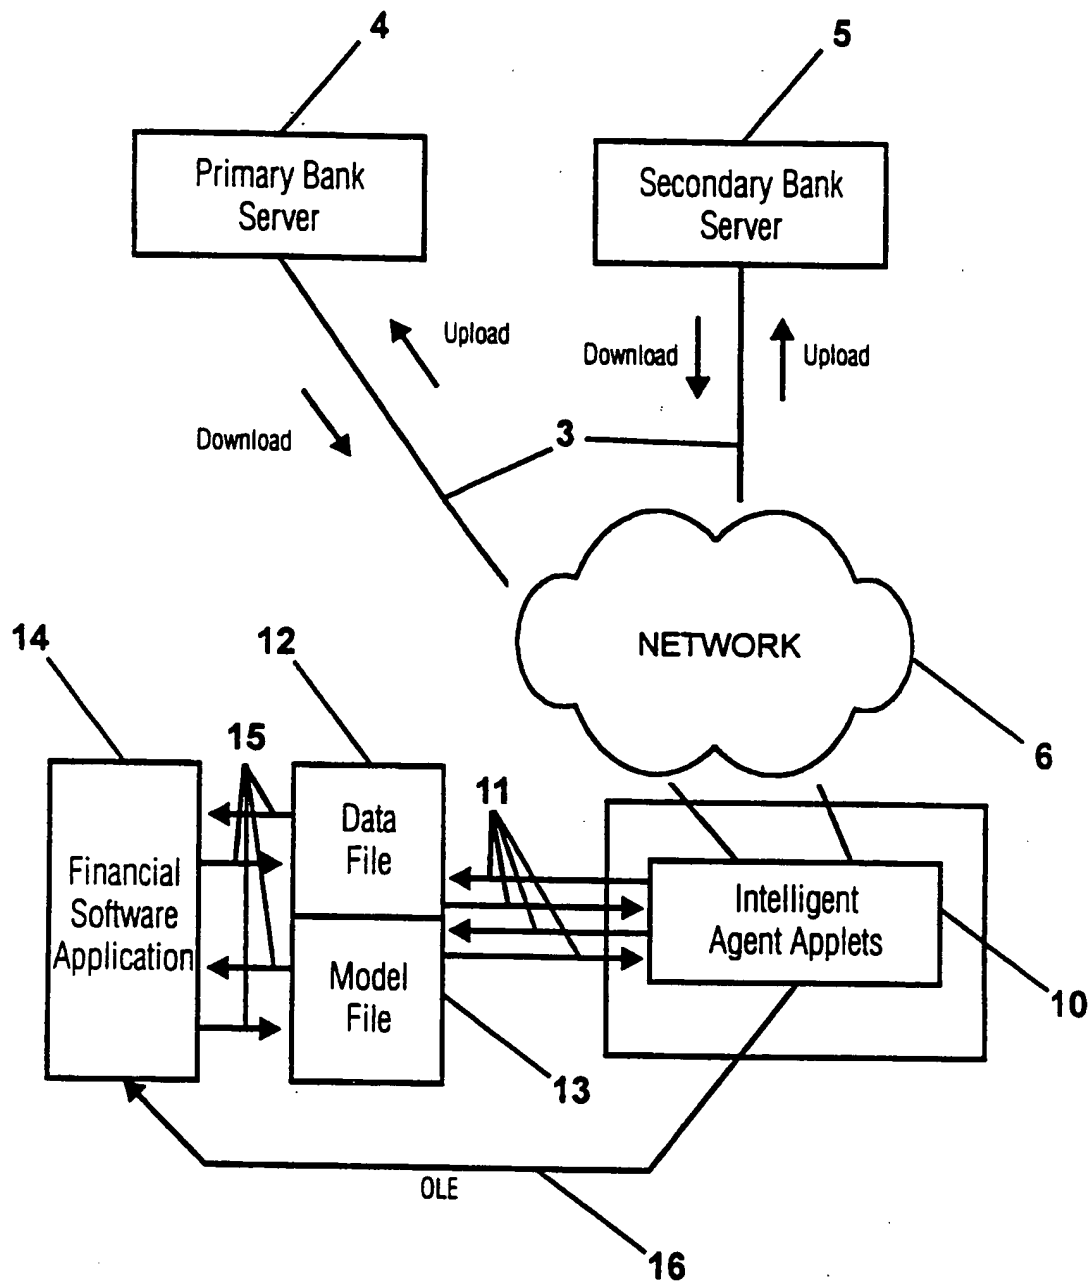 4
5
Primary Bank
Server
Secondary Bank
Server
Upload
Download
Download
Upload
3
NETWORK
14
12
6
15
11
Data
File
Financial
Software
Application
Intelligent
Agent Applets
Model
File
10
13
OLE
16